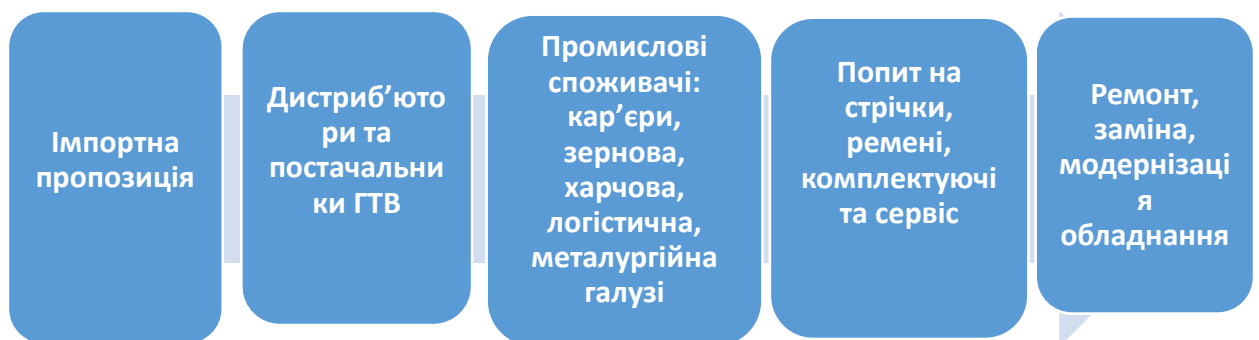 Імпортна
пропозиція
Дистриб’юто
ри та
постачальни
ки ГТВ
Промислові
споживачі:
кар’єри,
зернова,
харчова,
логістична,
металургійна
галузі
Попит на
стрічки,
ремені,
комплектуючі
та сервіс
Ремонт,
заміна,
модернізаці
я
обладнання